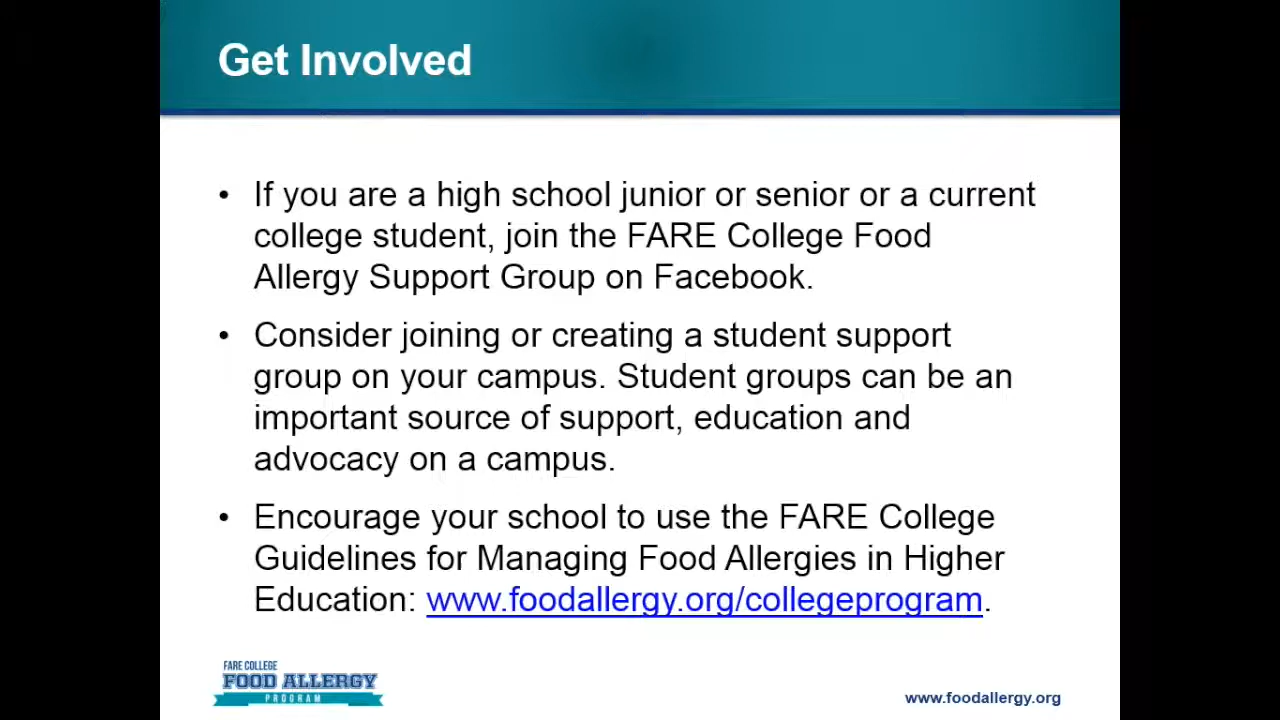 Get Involved
• If you are a high school junior or senior or a current
college student, join the FARE College Food
Allergy Support Group on Facebook.
• Consider joining or creating a student support
group on your campus. Student groups can be an
important source of support, education and
advocacy on a campus.
• Encourage your school to use the FARE College
Guidelines for Managing Food Allergies in Higher
Education: www.foodallergy.org/collegeprogram.
FARE COLLEGE
FOOD ALLERGY
PROGRAM
www.foodallergy.org